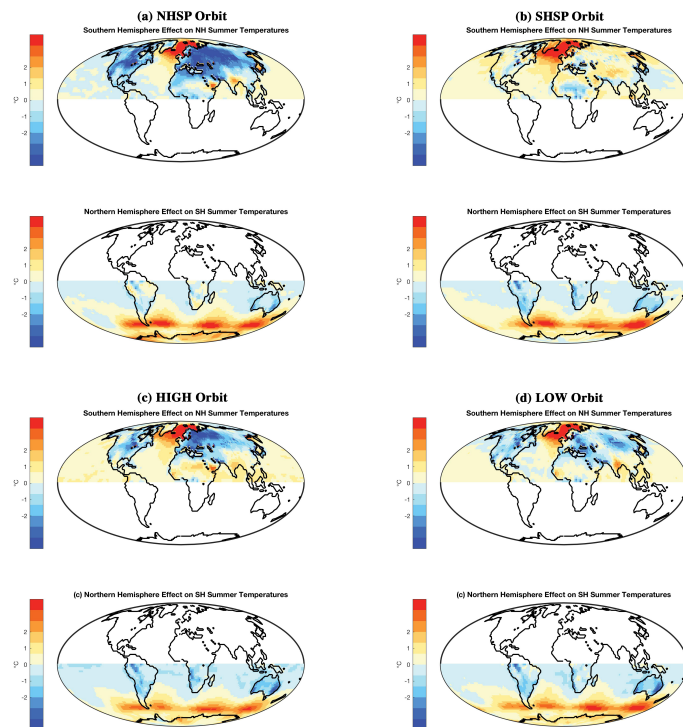 (a) NHSP Orbit
Southern Hemisphere Effect on NH Summer Temperatures
2
1
°C
0
-1
-2
Northern Hemisphere Effect on SH Summer Temperatures
2
1
°C
0
-1
-2
(b) SHSP Orbit
Southern Hemisphere Effect on NH Summer Temperatures
2
1
°C
0
-1
-2
Northern Hemisphere Effect on SH Summer Temperatures
2
1
°C
0
-1
-2
(c) HIGH Orbit
Southern Hemisphere Effect on NH Summer Temperatures
2
1
°C
0
-1
-2
(c) Northern Hemisphere Effect on SH Summer Temperatures
2
1
°C
0
-1
-2
(d) LOW Orbit
Southern Hemisphere Effect on NH Summer Temperatures
2
1
°C
0
-1
-2
(c) Northern Hemisphere Effect on SH Summer Temperatures
2
1
°C
0
-1
-2